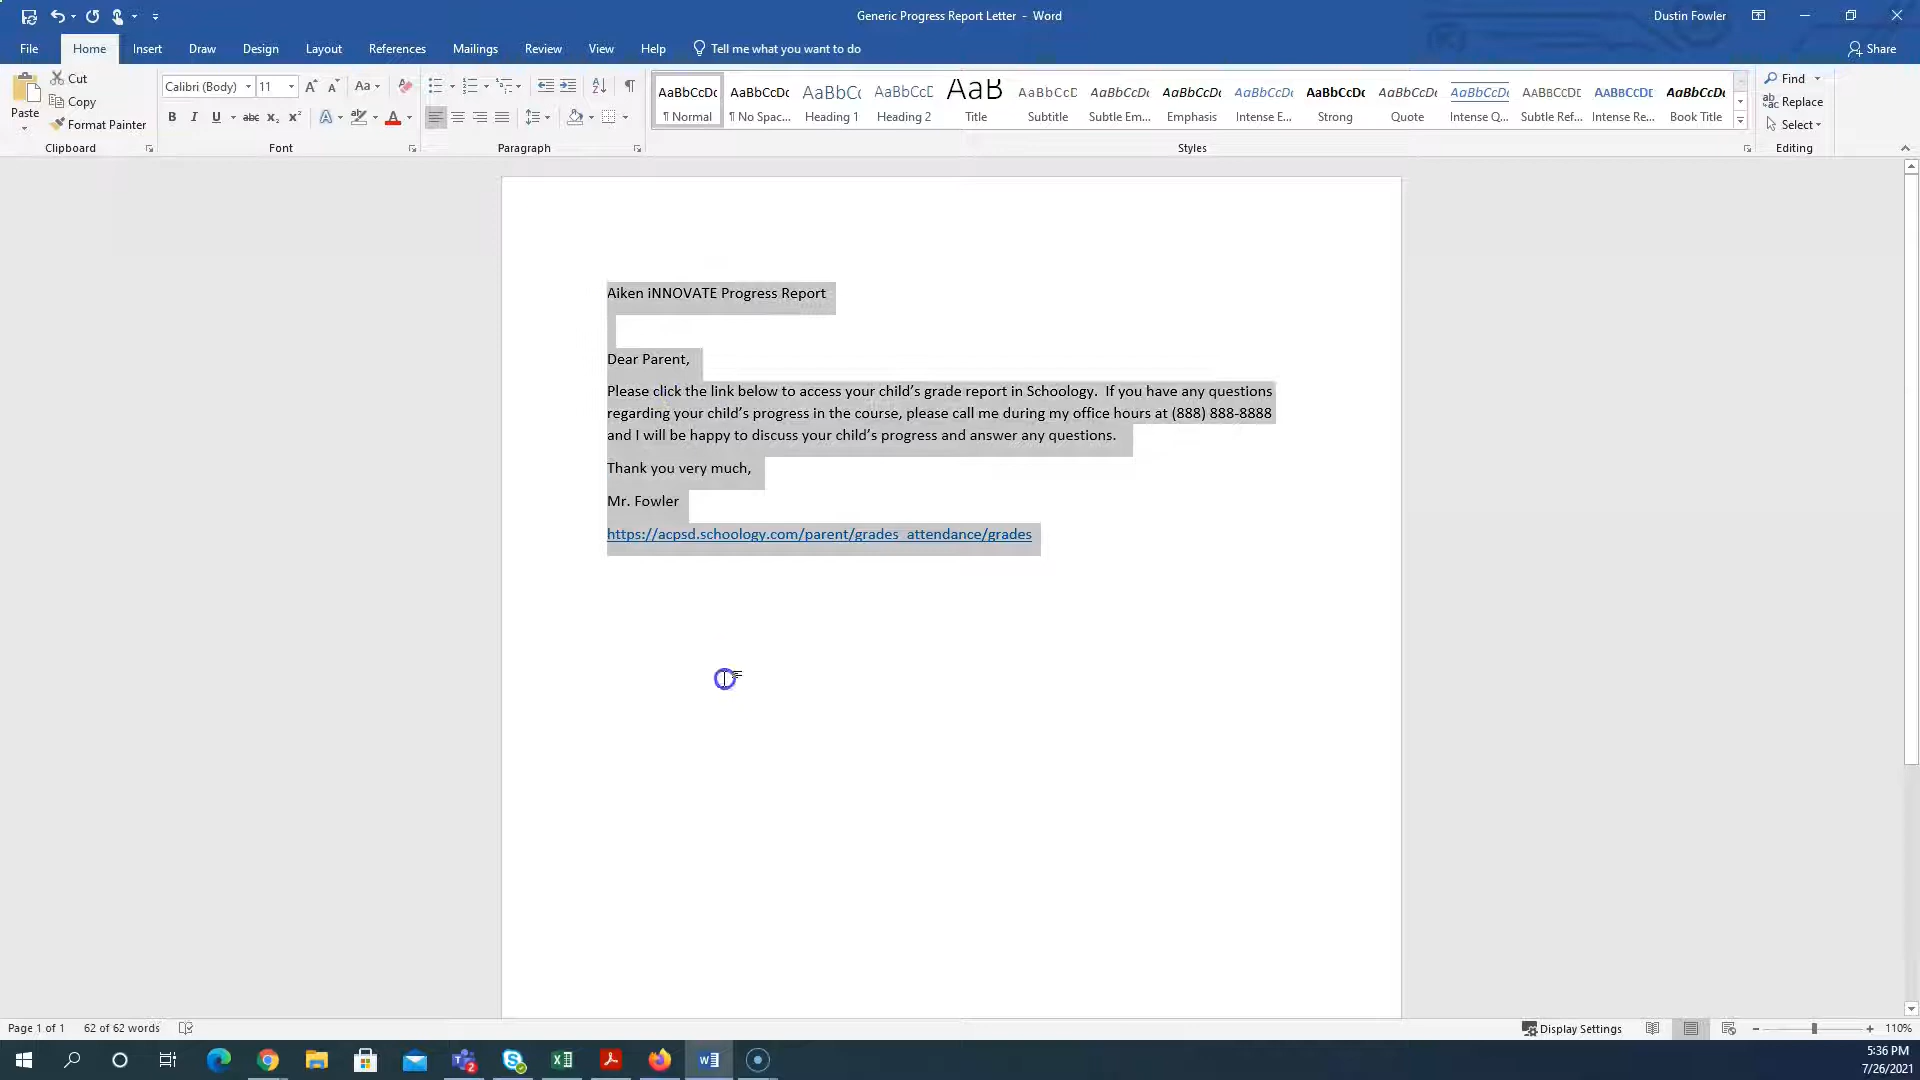 Generic Progress Report Letter - Word
Dustin Fowler
File Home Insert Draw Design Layout References Mailings Review View Help Tell me what you want to do
Share
Paste
Cut
Copy
Format Painter
Clipboard
Calibri (Body) 11
Aa
B I U abc X₂ X²
Font
Paragraph
AaBbCcDc AaBbCcDc AaBbCc AaBbCcE AaB AaBbCcD AaBbCcDc AaBbCcDc AaBbCcDc AaBbCcDc AaBbCcDc AaBbCcDc AABBCCDE AABBCCDE AaBbCcDc
¶ Normal ¶ No Spac... Heading 1 Heading 2 Title Subtitle Subtle Em... Emphasis Intense E... Strong Quote Intense Q... Subtle Ref... Intense Re... Book Title
Styles
Find
Replace
Select
Editing
Aiken iNNOVATE Progress Report
Dear Parent,
Please click the link below to access your child’s grade report in Schoology.  If you have any questions
regarding your child’s progress in the course, please call me during my office hours at (888) 888-8888
and I will be happy to discuss your child’s progress and answer any questions.
Thank you very much,
Mr. Fowler
https://acpsd.schoology.com/parent/grades_attendance/grades
Page 1 of 1 62 of 62 words
Display Settings
110%
2
5:36 PM
7/26/2021